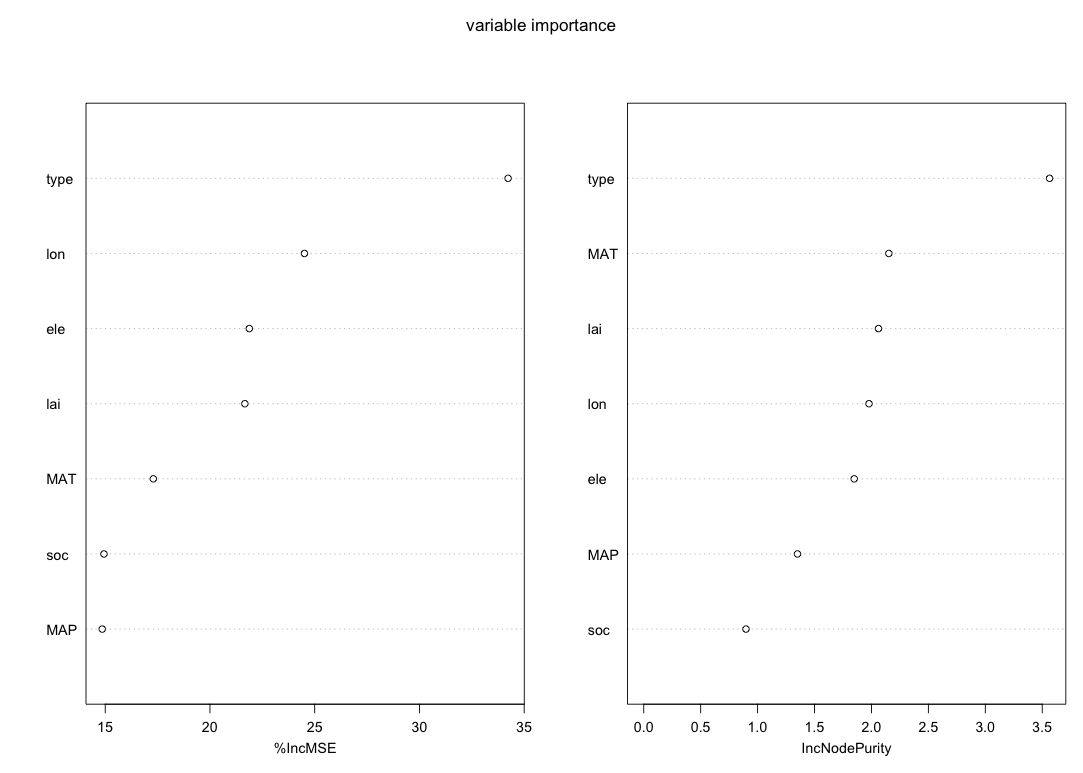 variable importance
type
lon
ele
lai
MAT
soc
MAP
15 20 25 30 35
%IncMSE
type
MAT
lai
lon
ele
MAP
soc
0.0 0.5 1.0 1.5 2.0 2.5 3.0 3.5
IncNodePurity